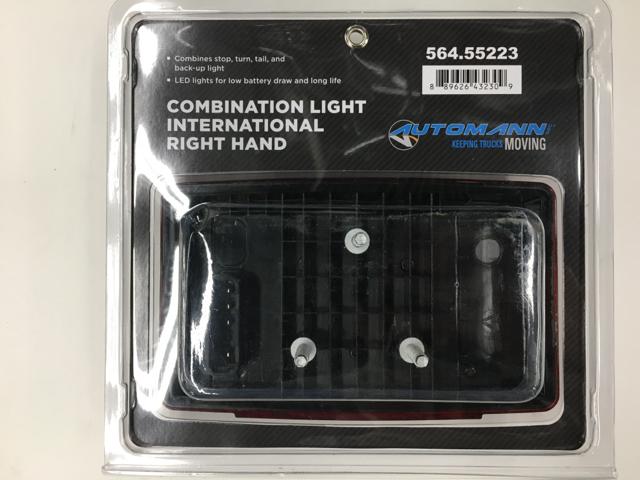 • Combines stop, turn, tail, and
back-up light
• LED lights for low battery draw and long life
564.55223
8 89626 43230 9
COMBINATION LIGHT
INTERNATIONAL
RIGHT HAND
AUTOMANN
KEEPING TRUCKS MOVING